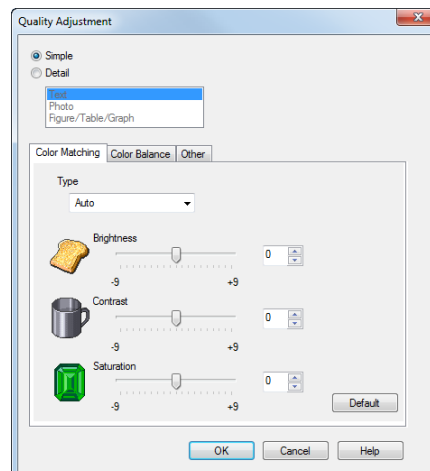 Quality Adjustment
Simple
Detail
Text
Photo
Figure/Table/Graph
Color Matching Color Balance Other
Type
Auto
Brightness
0
-9 +9
Contrast
0
-9 +9
Saturation
0
-9 +9
Default
OK Cancel Help